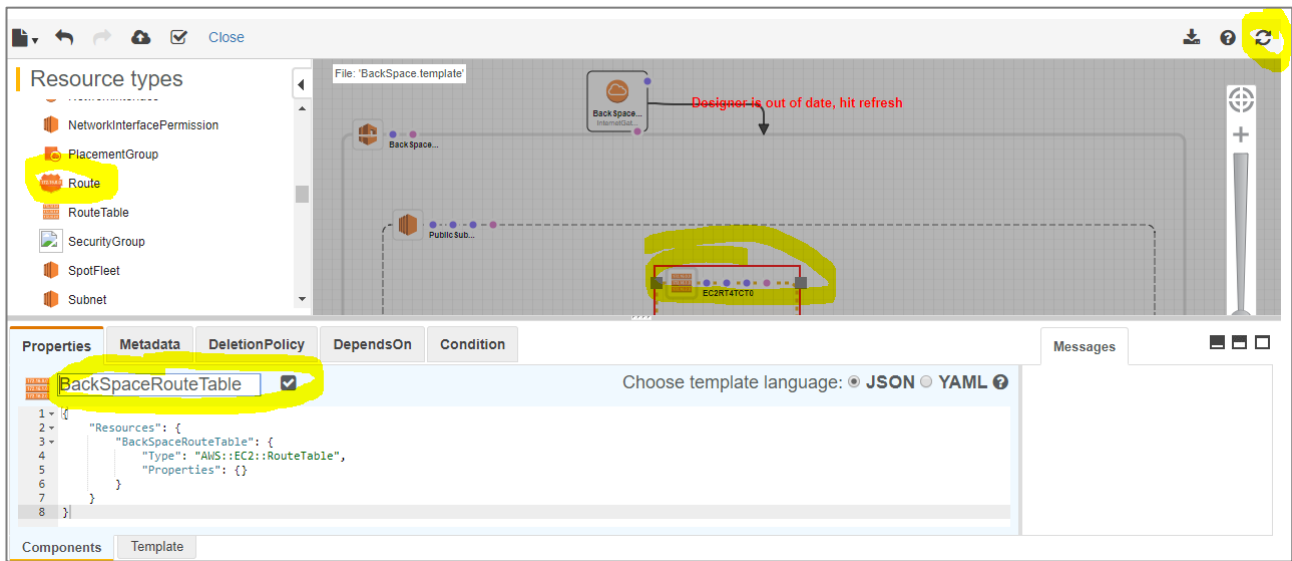 Close
Resource types
File: 'BackSpace.template'
NetworkInterfacePermission
PlacementGroup
Route
RouteTable
SecurityGroup
SpotFleet
Subnet
BackSpace...
InternetGat...
Designer is out of date, hit refresh
BackSpace...
PublicSub...
EC2RT4TCT0
Properties
Metadata
DeletionPolicy
DependsOn
Condition
Messages
BackSpaceRouteTable
Choose template language: JSON YAML
1 {
2 "Resources": {
3 "BackSpaceRouteTable": {
4 "Type": "AWS::EC2::RouteTable",
5 "Properties": {}
6 }
7 }
8 }
Components
Template